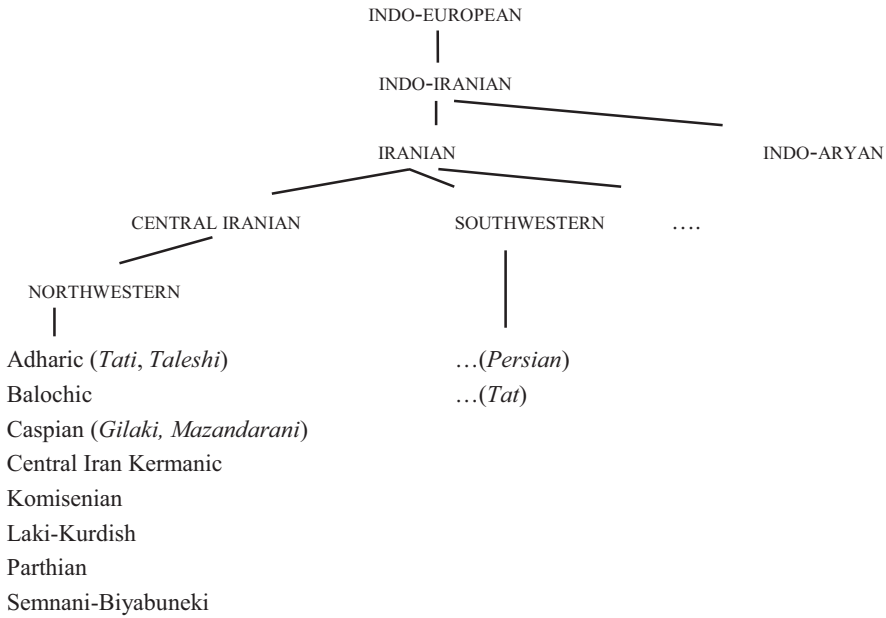 INDO-EUROPEAN
INDO-IRANIAN
IRANIAN INDO-ARYAN
CENTRAL IRANIAN SOUTHWESTERN ....
NORTHWESTERN
Adharic (Tati, Taleshi) …(Persian)
Balochic …(Tat)
Caspian (Gilaki, Mazandarani)
Central Iran Kermanic
Komisenian
Laki-Kurdish
Parthian
Semnani-Biyabuneki